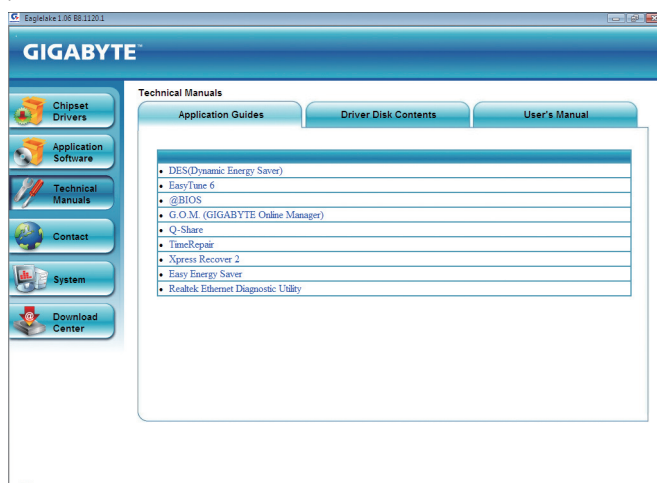 Eaglelake 1.06 B8.1120.1
GIGABYTE™
Chipset
Drivers
Application
Software
Technical
Manuals
Contact
System
Download
Center
Technical Manuals
Application Guides
Driver Disk Contents
User's Manual
• DES(Dynamic Energy Saver)
• EasyTune 6
• @BIOS
• G.O.M. (GIGABYTE Online Manager)
• Q-Share
• TimeRepair
• Xpress Recover 2
• Easy Energy Saver
• Realtek Ethernet Diagnostic Utility